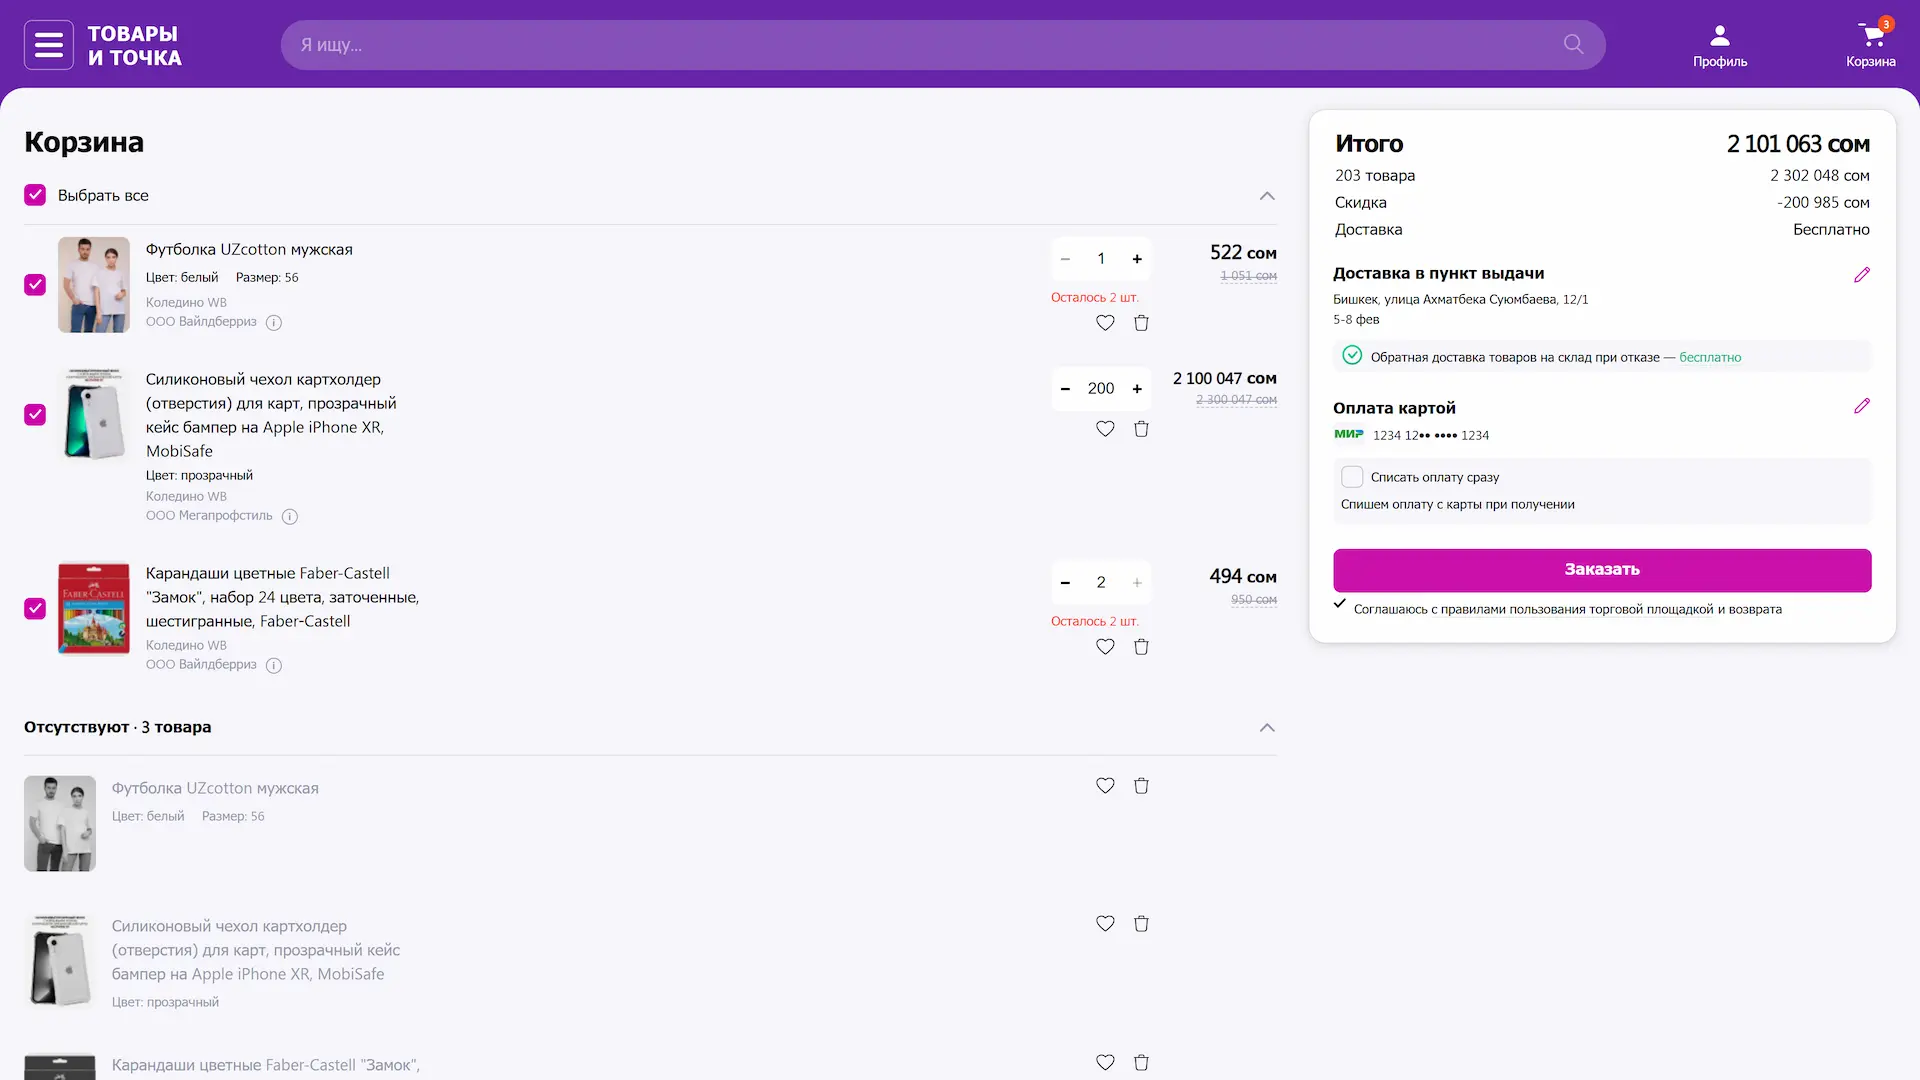 ТОВАРЫ
И ТОЧКА
Я ищу...
Профиль
3
Корзина
Корзина
Выбрать все
Футболка UZcotton мужская
Цвет: белый Размер: 56
Коледино WB
ООО Вайлдберриз
1
Осталось 2 шт.
522 сом
1 051 сом
Силиконовый чехол картхолдер
(отверстия) для карт, прозрачный
кейс бампер на Apple iPhone XR,
MobiSafe
Цвет: прозрачный
Коледино WB
ООО Мегапрофстиль
200
2 100 047 сом
2 300 047 сом
FABER-CASTELL
Карандаши цветные Faber-Castell
"Замок", набор 24 цвета, заточенные,
шестигранные, Faber-Castell
Коледино WB
ООО Вайлдберриз
2
Осталось 2 шт.
494 сом
950 сом
Отсутствуют · 3 товара
Футболка UZcotton мужская
Цвет: белый Размер: 56
Силиконовый чехол картхолдер
(отверстия) для карт, прозрачный кейс
бампер на Apple iPhone XR, MobiSafe
Цвет: прозрачный
Карандаши цветные Faber-Castell "Замок",
Итого 2 101 063 сом
203 товара 2 302 048 сом
Скидка -200 985 сом
Доставка Бесплатно
Доставка в пункт выдачи
Бишкек, улица Ахматбека Суюмбаева, 12/1
5-8 фев
Обратная доставка товаров на склад при отказе — бесплатно
Оплата картой
МИР 1234 12•• •••• 1234
Списать оплату сразу
Спишем оплату с карты при получении
Заказать
Соглашаюсь с правилами пользования торговой площадкой и возврата